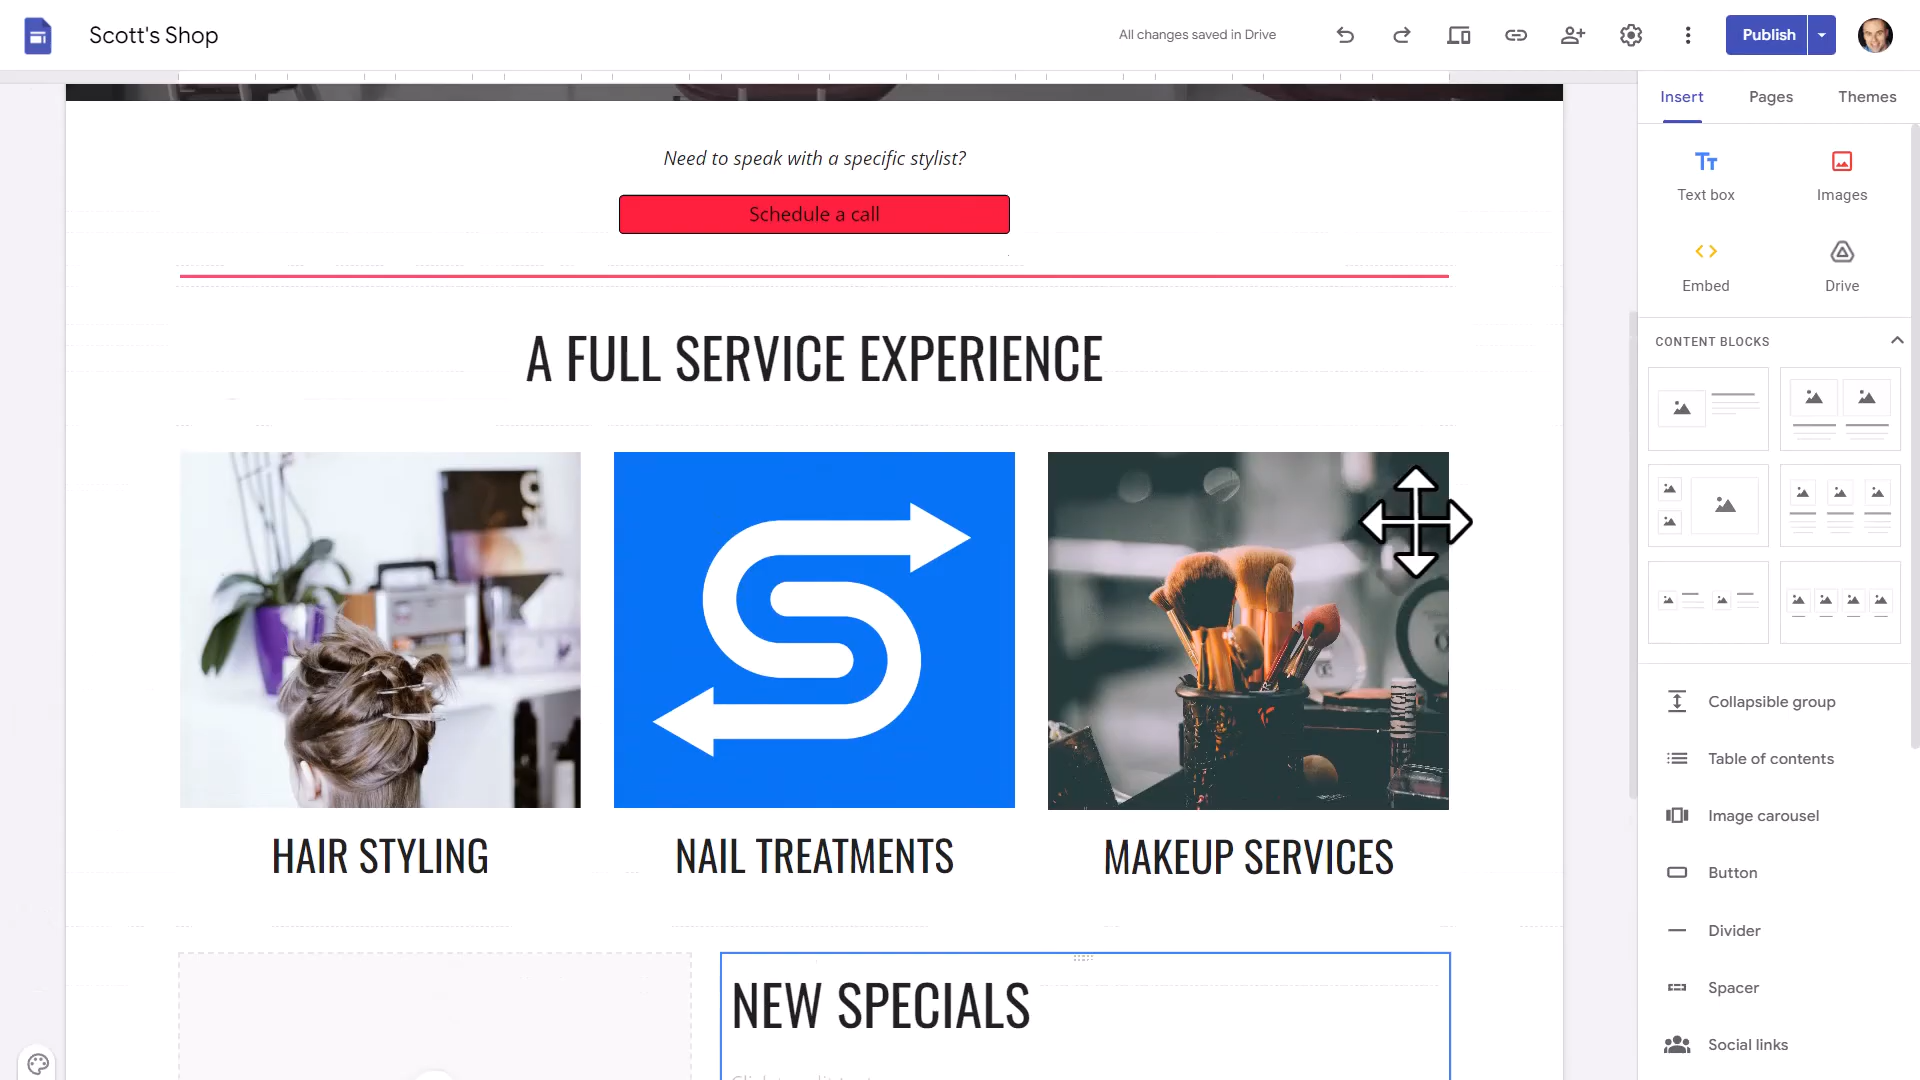 Scott's Shop
All changes saved in Drive
Publish
Insert
Pages
Themes
Need to speak with a specific stylist?
Schedule a call
A FULL SERVICE EXPERIENCE
HAIR STYLING
NAIL TREATMENTS
MAKEUP SERVICES
NEW SPECIALS
Text box
Images
Embed
Drive
CONTENT BLOCKS
Collapsible group
Table of contents
Image carousel
Button
Divider
Spacer
Social links